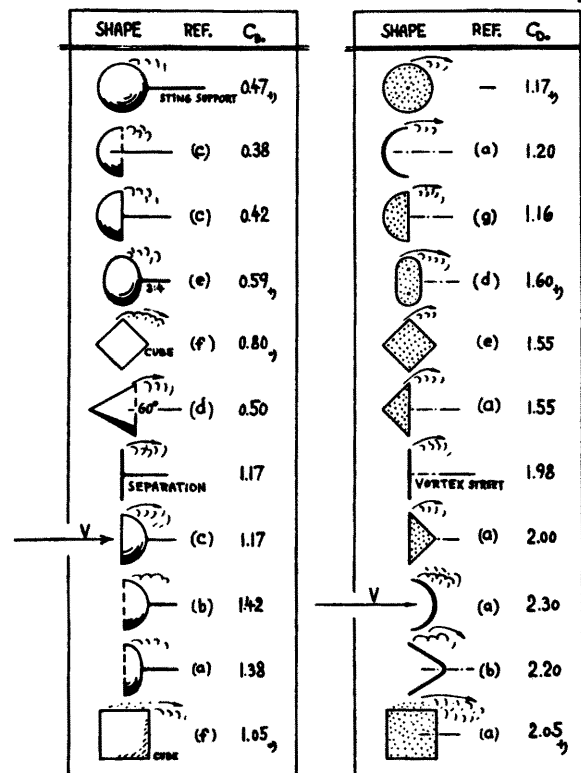 SHAPE REF. C_D.
0.47 ↰
STING SUPPORT
(c) 0.38
(c) 0.42
(e) 0.59 ↰
3:4
(f) 0.80 ↰
CUBE
60° (d) 0.50
1.17
SEPARATION
V (c) 1.17
(b) 1.42
(a) 1.38
(f) 1.05 ↰
CUBE
SHAPE REF. C_D.
— 1.17 ↰
(a) 1.20
(g) 1.16
(d) 1.60 ↰
(e) 1.55
(a) 1.55
1.98
VORTEX STREET
(a) 2.00
V (a) 2.30
(b) 2.20
(a) 2.05 ↰